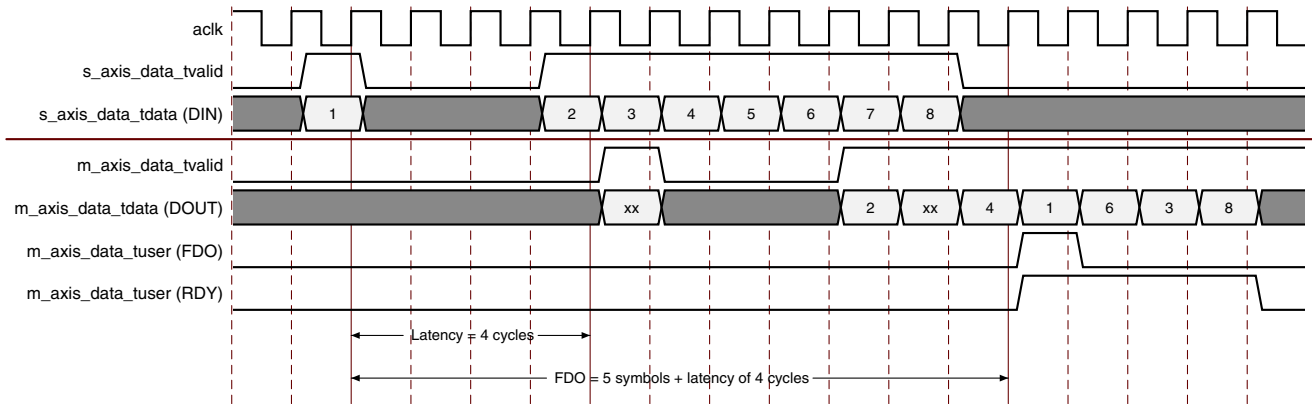 aclk
s_axis_data_tvalid
s_axis_data_tdata (DIN) 1 2 3 4 5 6 7 8
m_axis_data_tvalid
m_axis_data_tdata (DOUT) xx 2 xx 4 1 6 3 8
m_axis_data_tuser (FDO)
m_axis_data_tuser (RDY)
Latency = 4 cycles
FDO = 5 symbols + latency of 4 cycles